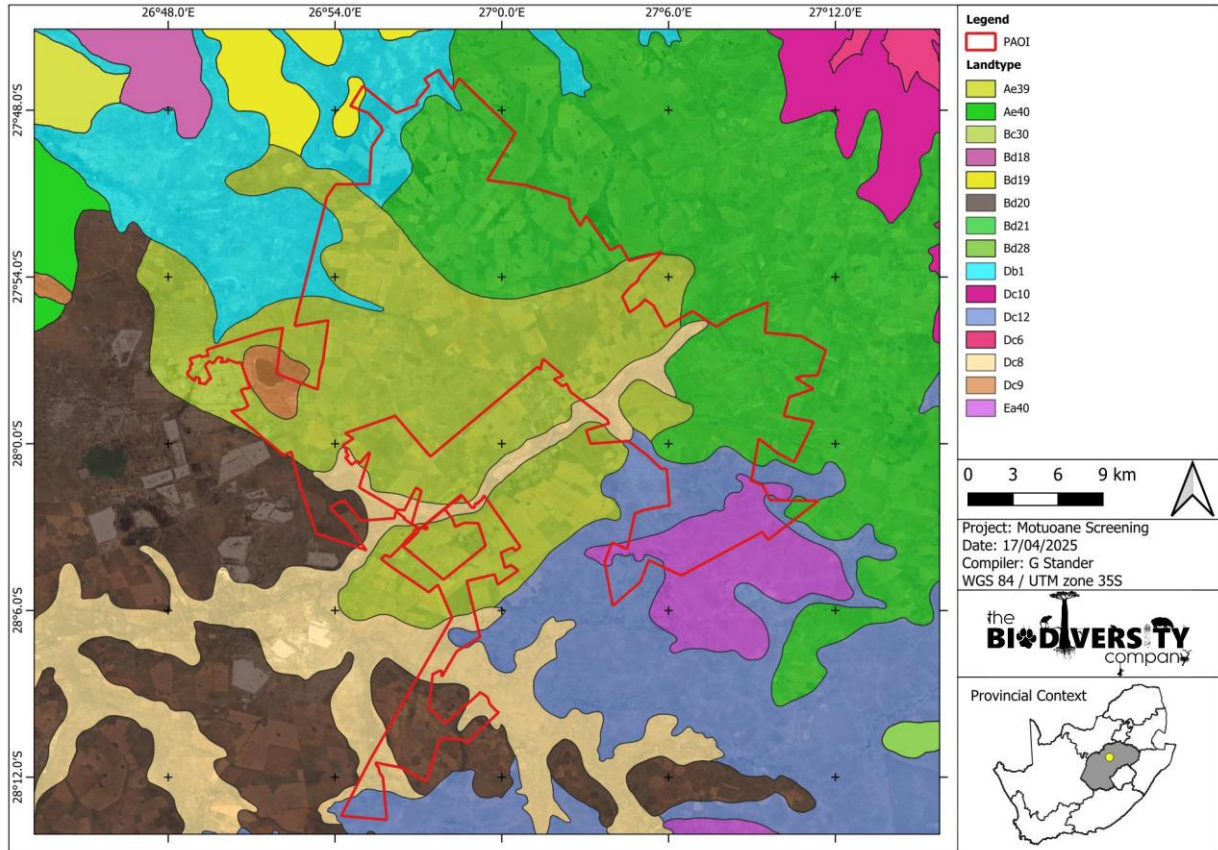 26°48.0'E 26°54.0'E 27°0.0'E 27°6.0'E 27°12.0'E
27°48.0'S
27°54.0'S
28°0.0'S
28°6.0'S
28°12.0'S
Legend
PAOI
Landtype
Ae39
Ae40
Bc30
Bd18
Bd19
Bd20
Bd21
Bd28
Db1
Dc10
Dc12
Dc6
Dc8
Dc9
Ea40
0 3 6 9 km
Project: Motuoane Screening
Date: 17/04/2025
Compiler: G Stander
WGS 84 / UTM zone 35S
the
BIODIVERSITY
company
Provincial Context